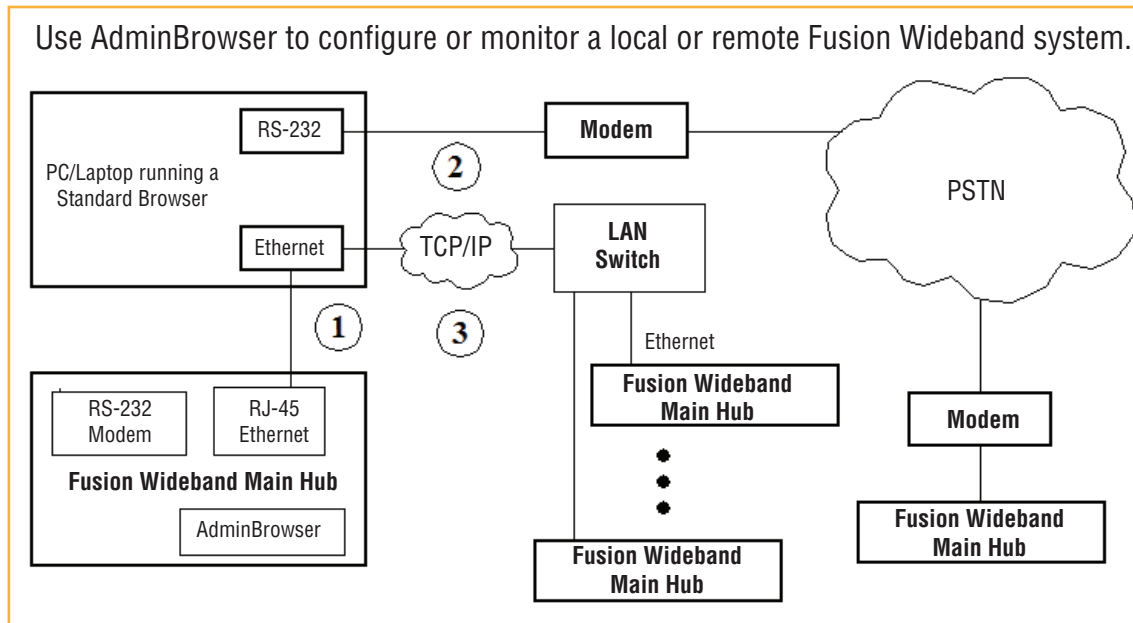 Use AdminBrowser to configure or monitor a local or remote Fusion Wideband system.
RS-232
Modem
2
PC/Laptop running a
Standard Browser
PSTN
Ethernet
TCP/IP
LAN
Switch
1
3
Ethernet
RS-232
Modem
RJ-45
Ethernet
Fusion Wideband Main Hub
AdminBrowser
Fusion Wideband
Main Hub
Fusion Wideband
Main Hub
Modem
Fusion Wideband
Main Hub